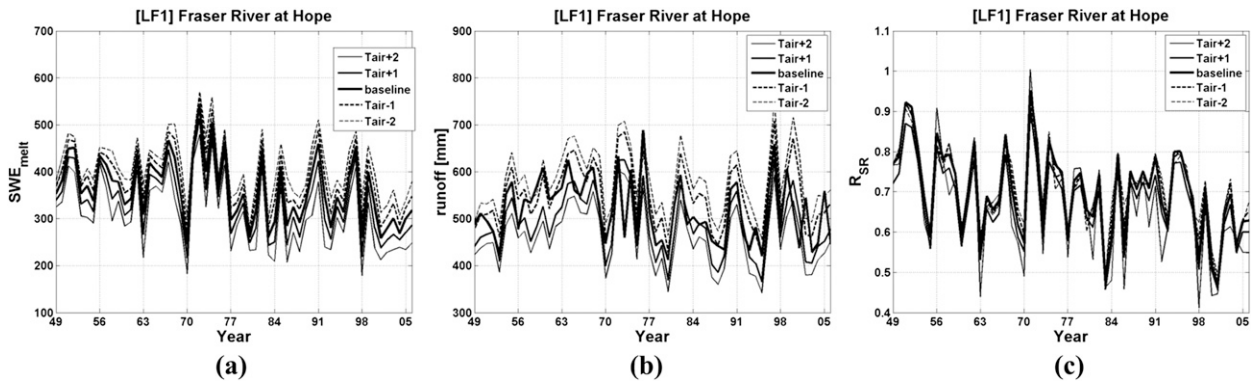 [LF1] Fraser River at Hope
SWE_melt
700
600
500
400
300
200
100
Tair+2
Tair+1
baseline
Tair-1
Tair-2
49 56 63 70 77 84 91 98 05
Year
(a)
[LF1] Fraser River at Hope
runoff [mm]
900
800
700
600
500
400
300
Tair+2
Tair+1
baseline
Tair-1
Tair-2
49 56 63 70 77 84 91 98 05
Year
(b)
[LF1] Fraser River at Hope
R_SR
1.1
1
0.9
0.8
0.7
0.6
0.5
0.4
Tair+2
Tair+1
baseline
Tair-1
Tair-2
49 56 63 70 77 84 91 98 05
Year
(c)